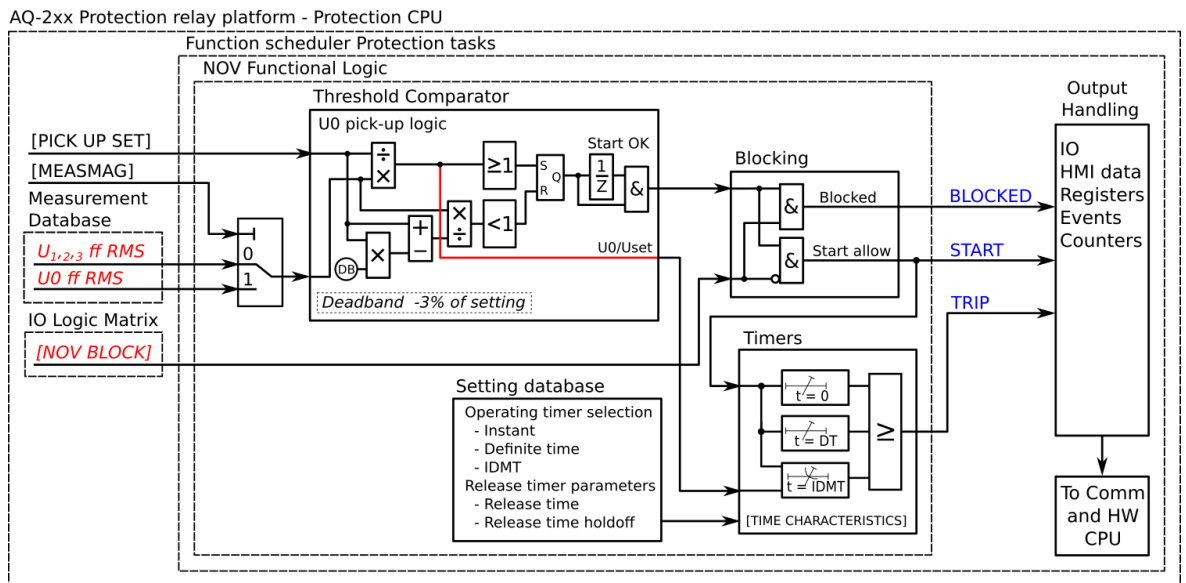 AQ-2xx Protection relay platform - Protection CPU
Function scheduler Protection tasks
NOV Functional Logic
Threshold Comparator
U0 pick-up logic
[PICK UP SET]
[MEASMAG]
Measurement
Database
U1,2,3 ff RMS
U0 ff RMS
0
1
IO Logic Matrix
[NOV BLOCK]
÷
×
≥1
S
R
Q
Start OK
1
Z
&
×
÷
<1
+
−
×
DB
U0/Uset
Deadband -3% of setting
Blocking
&
Blocked
&
Start allow
BLOCKED
START
TRIP
Setting database
Operating timer selection
- Instant
- Definite time
- IDMT
Release timer parameters
- Release time
- Release time holdoff
Timers
t = 0
t = DT
t = IDMT
≥
[TIME CHARACTERISTICS]
Output
Handling
IO
HMI data
Registers
Events
Counters
To Comm
and HW
CPU